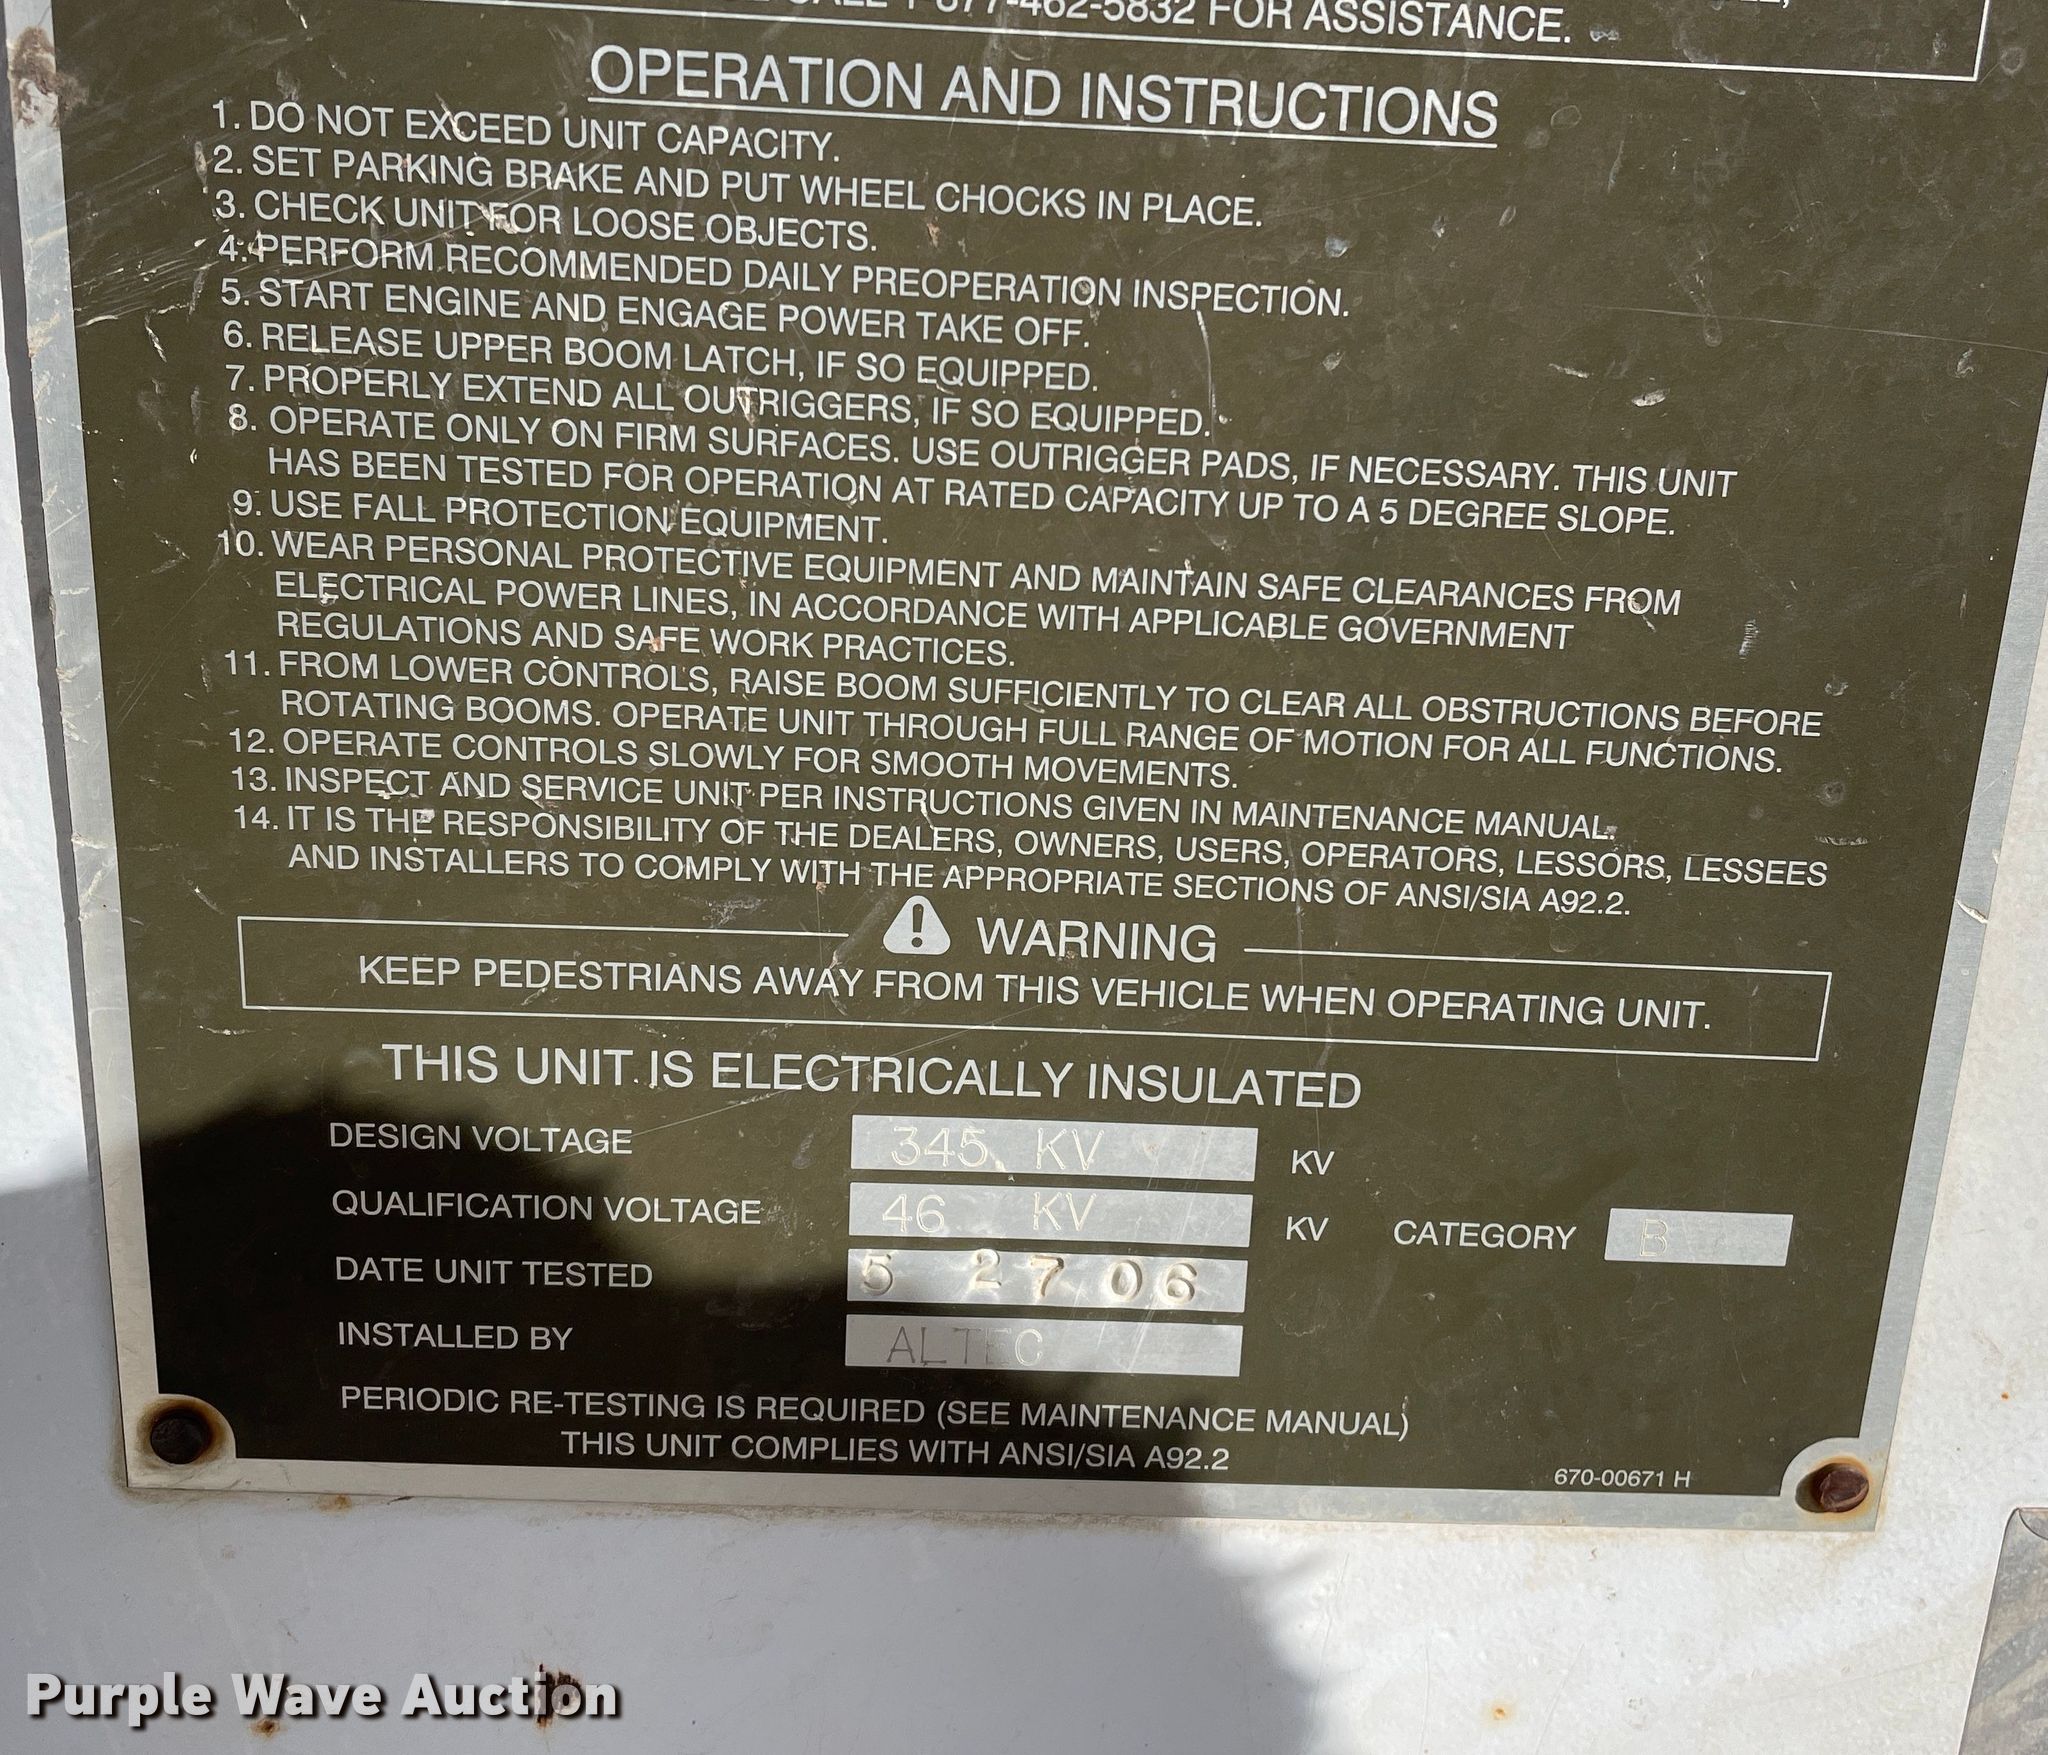 CALL 1-877-462-5832 FOR ASSISTANCE.
OPERATION AND INSTRUCTIONS
1. DO NOT EXCEED UNIT CAPACITY.
2. SET PARKING BRAKE AND PUT WHEEL CHOCKS IN PLACE.
3. CHECK UNIT FOR LOOSE OBJECTS.
4. PERFORM RECOMMENDED DAILY PREOPERATION INSPECTION.
5. START ENGINE AND ENGAGE POWER TAKE OFF.
6. RELEASE UPPER BOOM LATCH, IF SO EQUIPPED.
7. PROPERLY EXTEND ALL OUTRIGGERS, IF SO EQUIPPED.
8. OPERATE ONLY ON FIRM SURFACES. USE OUTRIGGER PADS, IF NECESSARY. THIS UNIT
HAS BEEN TESTED FOR OPERATION AT RATED CAPACITY UP TO A 5 DEGREE SLOPE.
9. USE FALL PROTECTION EQUIPMENT.
10. WEAR PERSONAL PROTECTIVE EQUIPMENT AND MAINTAIN SAFE CLEARANCES FROM
ELECTRICAL POWER LINES, IN ACCORDANCE WITH APPLICABLE GOVERNMENT
REGULATIONS AND SAFE WORK PRACTICES.
11. FROM LOWER CONTROLS, RAISE BOOM SUFFICIENTLY TO CLEAR ALL OBSTRUCTIONS BEFORE
ROTATING BOOMS. OPERATE UNIT THROUGH FULL RANGE OF MOTION FOR ALL FUNCTIONS.
12. OPERATE CONTROLS SLOWLY FOR SMOOTH MOVEMENTS.
13. INSPECT AND SERVICE UNIT PER INSTRUCTIONS GIVEN IN MAINTENANCE MANUAL.
14. IT IS THE RESPONSIBILITY OF THE DEALERS, OWNERS, USERS, OPERATORS, LESSORS, LESSEES
AND INSTALLERS TO COMPLY WITH THE APPROPRIATE SECTIONS OF ANSI/SIA A92.2.
WARNING
KEEP PEDESTRIANS AWAY FROM THIS VEHICLE WHEN OPERATING UNIT.
THIS UNIT IS ELECTRICALLY INSULATED
DESIGN VOLTAGE 345 KV KV
QUALIFICATION VOLTAGE 46 KV KV CATEGORY B
DATE UNIT TESTED 5 27 06
INSTALLED BY ALTEC
PERIODIC RE-TESTING IS REQUIRED (SEE MAINTENANCE MANUAL)
THIS UNIT COMPLIES WITH ANSI/SIA A92.2
670-00671 H
Purple Wave Auction